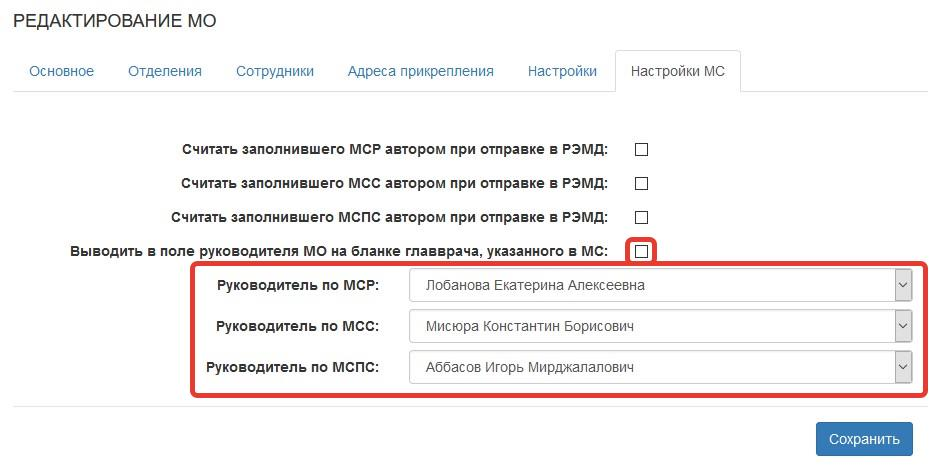 РЕДАКТИРОВАНИЕ МО
Основное Отделения Сотрудники Адреса прикрепления Настройки Настройки МС
Считать заполнившего МСР автором при отправке в РЭМД:
Считать заполнившего МСС автором при отправке в РЭМД:
Считать заполнившего МСПС автором при отправке в РЭМД:
Выводить в поле руководителя МО на бланке главврача, указанного в МС:
Руководитель по МСР: Лобанова Екатерина Алексеевна
Руководитель по МСС: Мисюра Константин Борисович
Руководитель по МСПС: Аббасов Игорь Мирджалалович
Сохранить